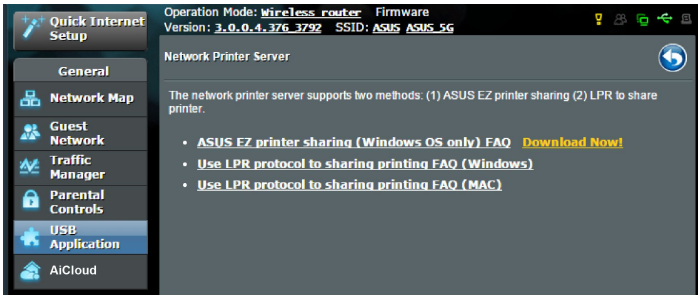 Quick Internet
Setup
General
Network Map
Guest
Network
Traffic
Manager
Parental
Controls
USB
Application
AiCloud
Operation Mode: Wireless router Firmware
Version: 3.0.0.4.376_3792 SSID: ASUS ASUS_5G
Network Printer Server
The network printer server supports two methods: (1) ASUS EZ printer sharing (2) LPR to share
printer.
ASUS EZ printer sharing (Windows OS only) FAQ Download Now!
Use LPR protocol to sharing printing FAQ (Windows)
Use LPR protocol to sharing printing FAQ (MAC)